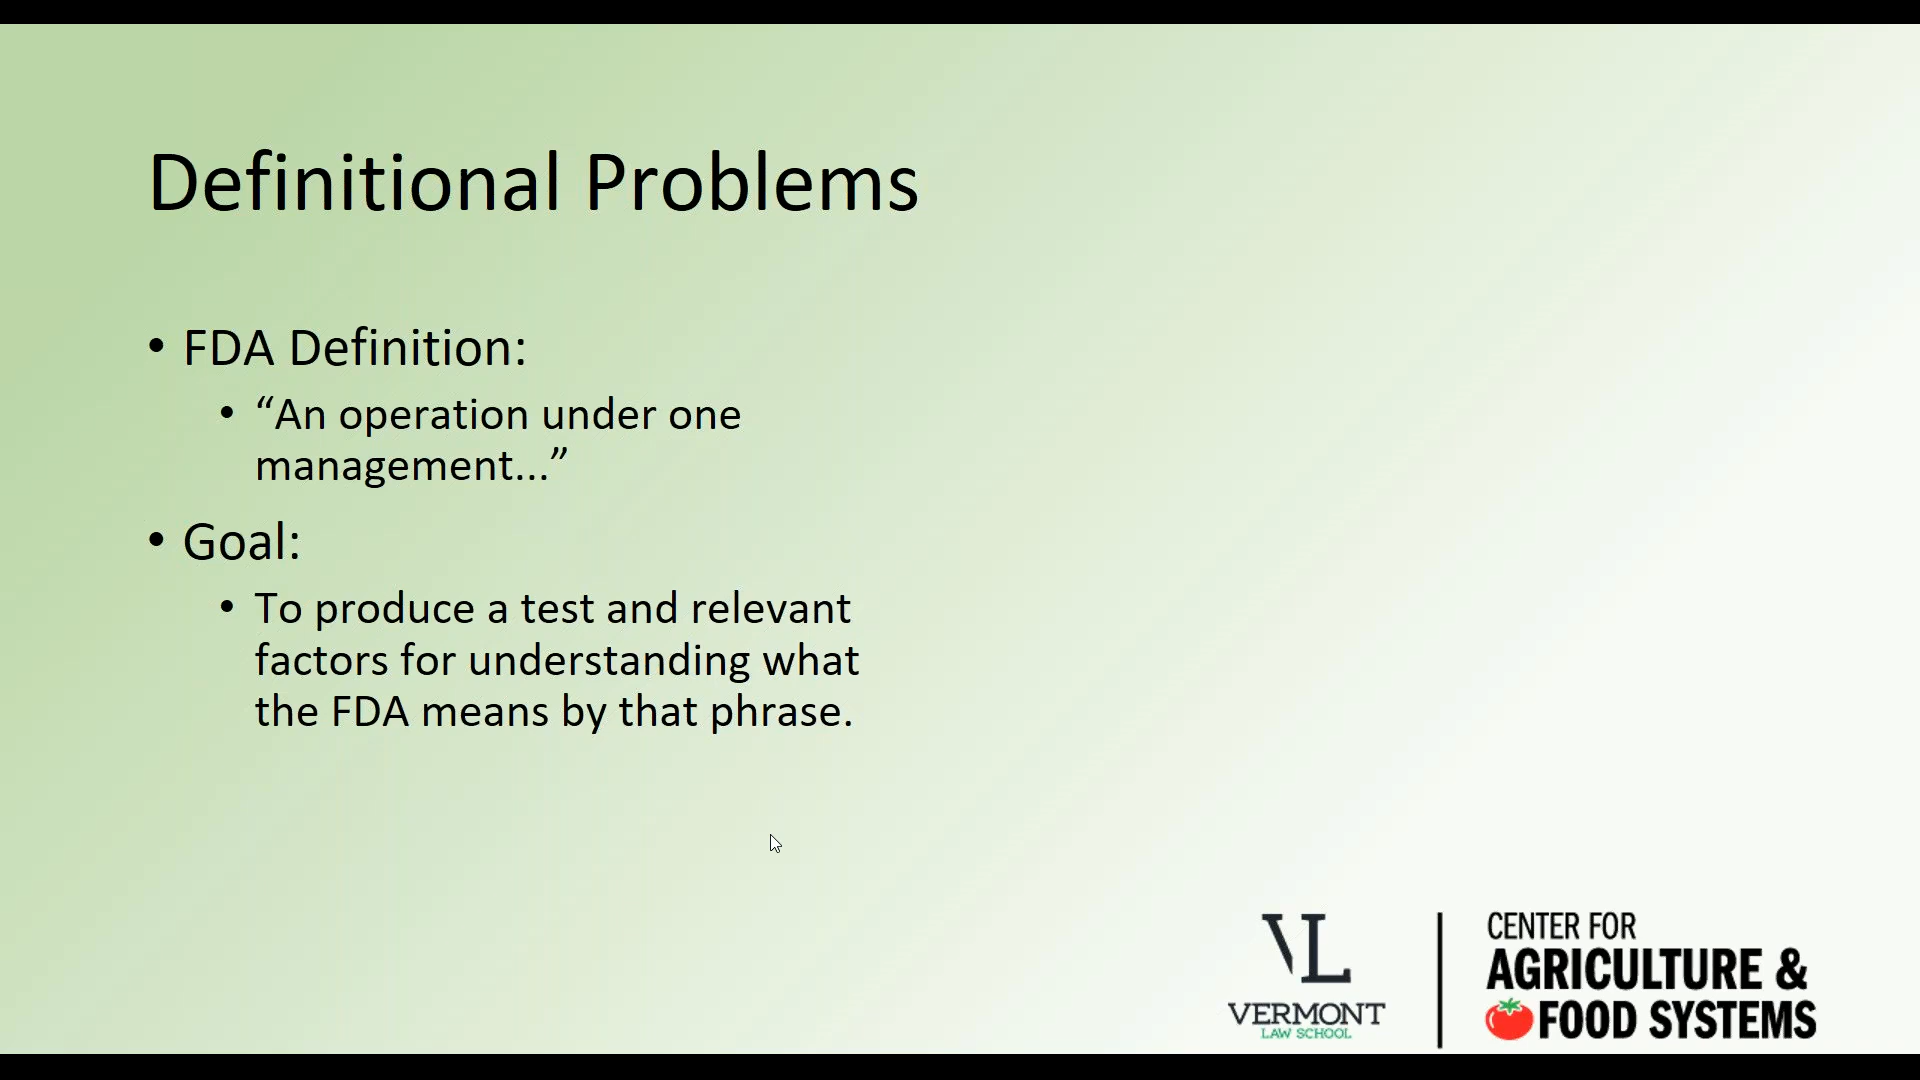 Definitional Problems
• FDA Definition:
• “An operation under one
management...”
• Goal:
• To produce a test and relevant
factors for understanding what
the FDA means by that phrase.
VL
VERMONT
LAW SCHOOL
CENTER FOR
AGRICULTURE &
FOOD SYSTEMS